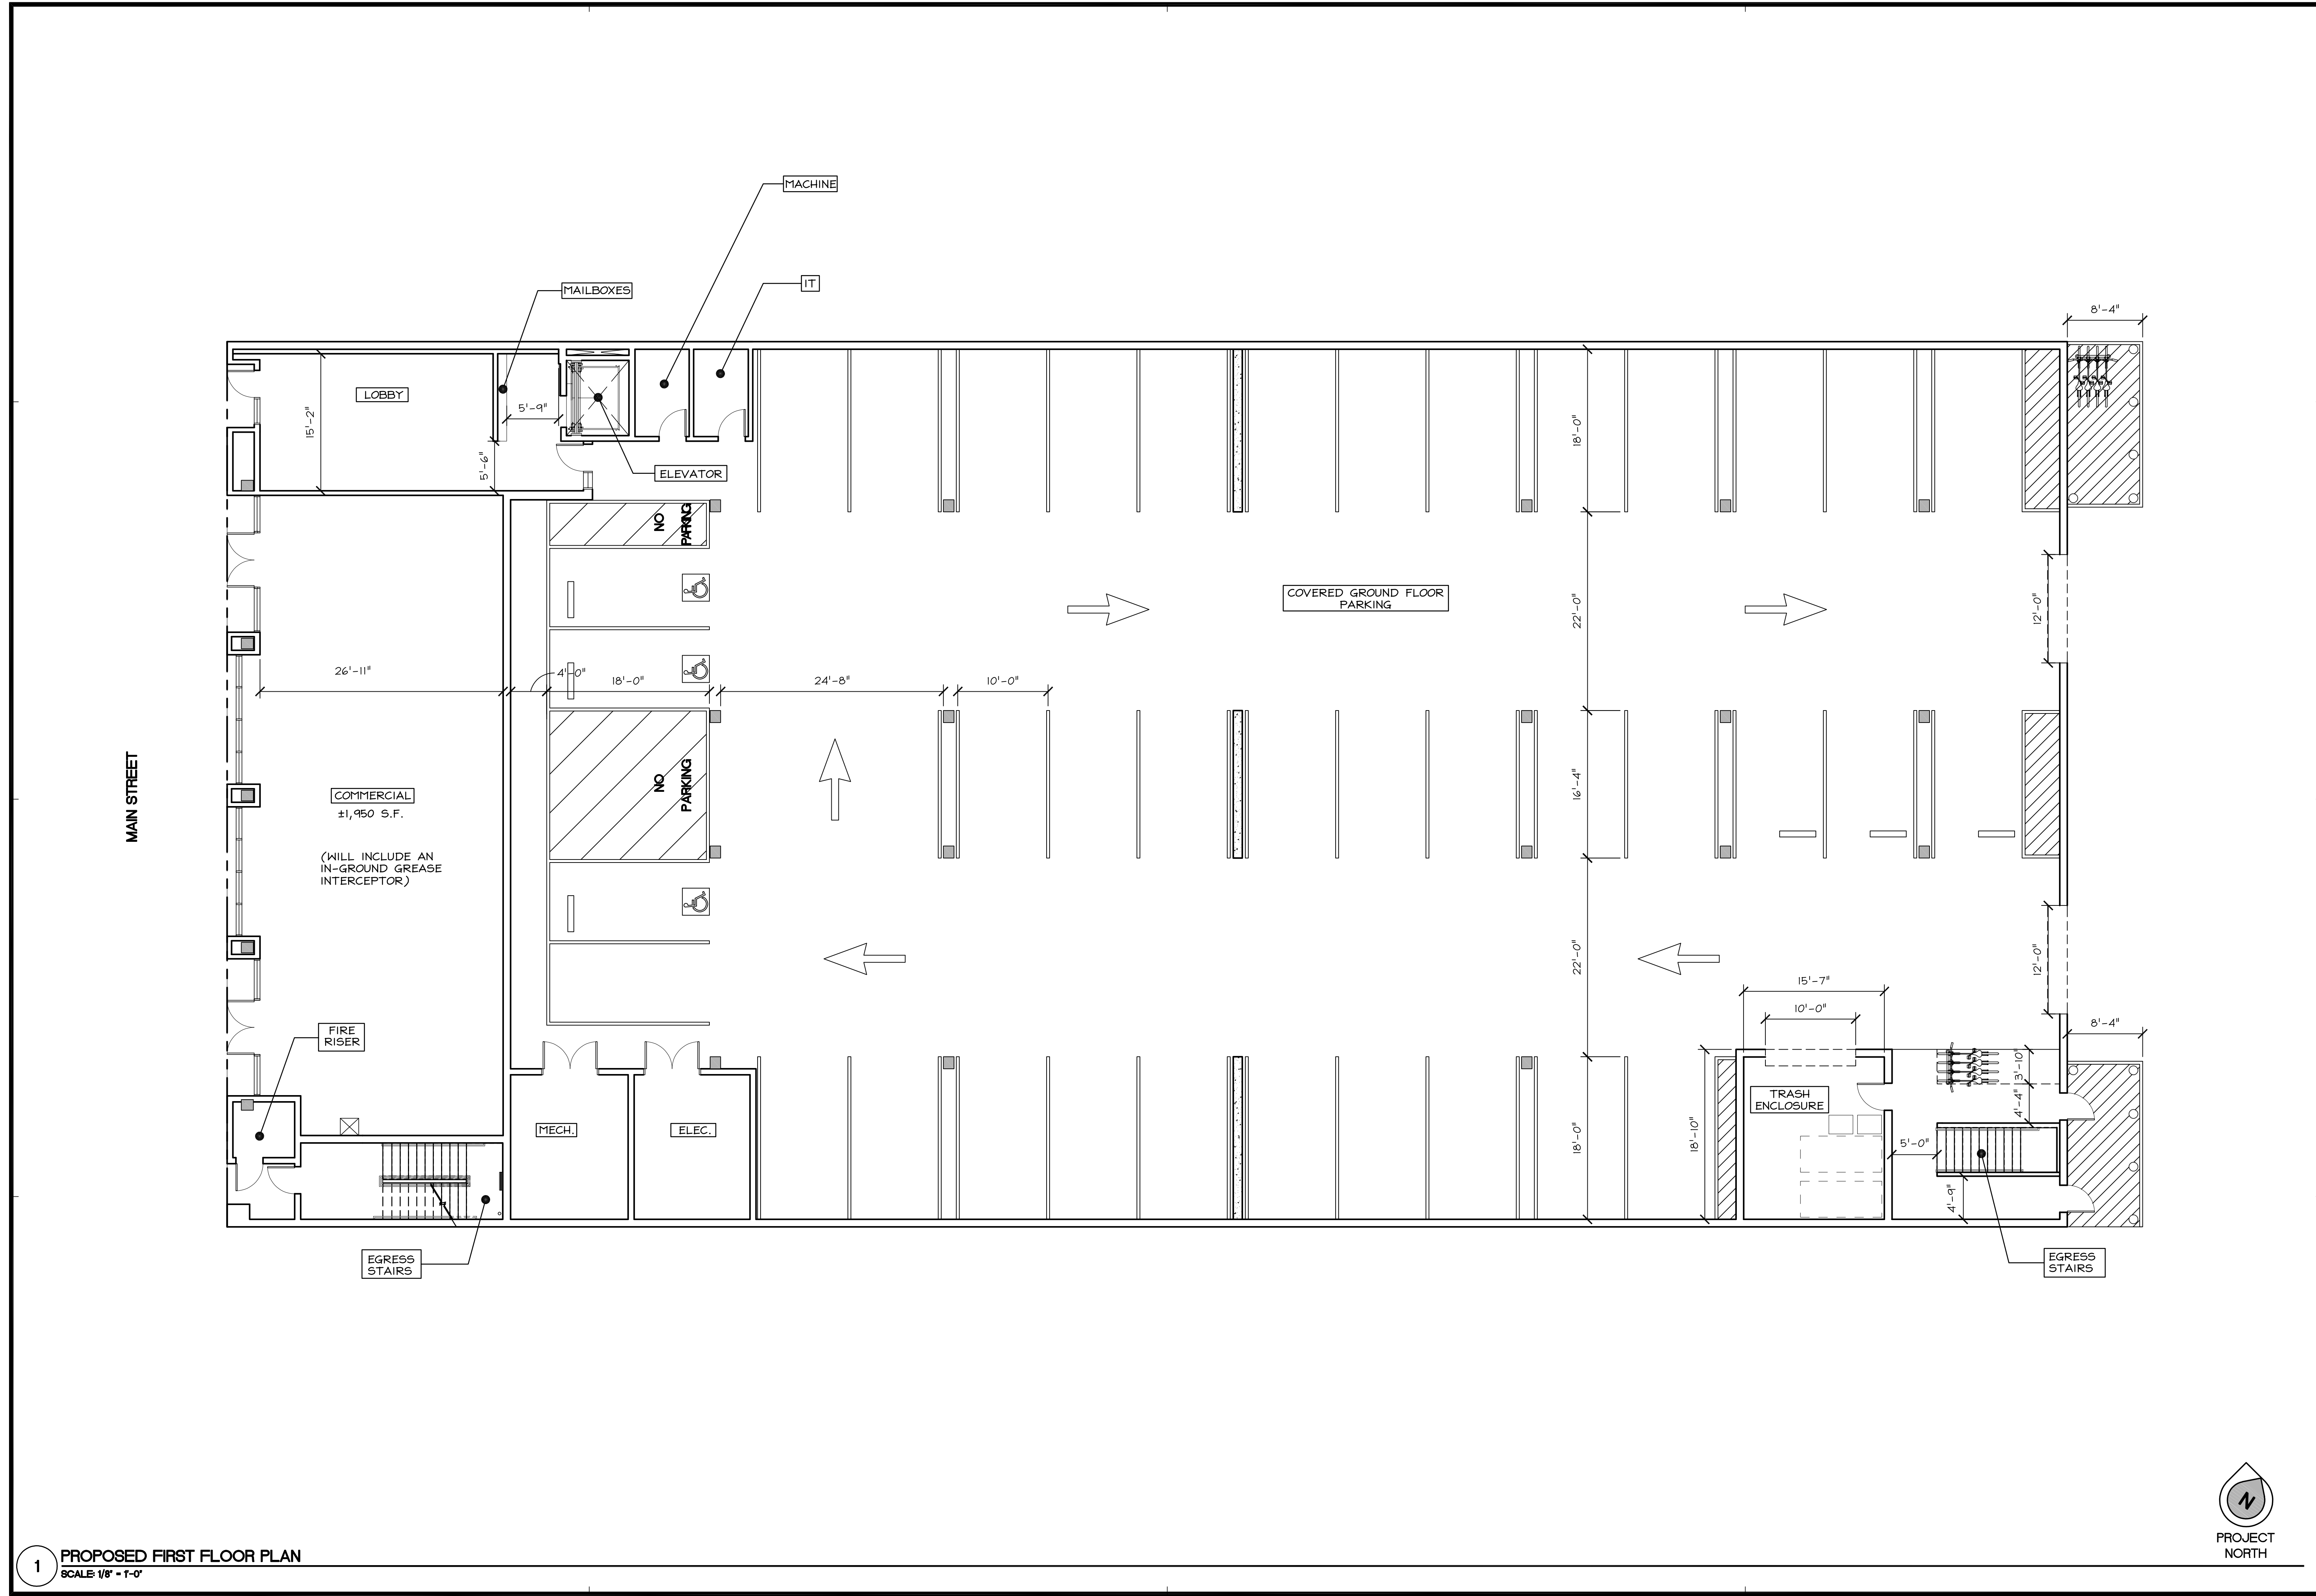 MACHINE
IT
MAILBOXES
8'-4"
LOBBY
15'-2"
5'-9"
5'-6"
ELEVATOR
18'-0"
NO
PARKING
COVERED GROUND FLOOR
PARKING
22'-0"
12'-0"
26'-11"
4'-0"
18'-0"
24'-8"
10'-0"
MAIN STREET
COMMERCIAL
±1,950 S.F.
(WILL INCLUDE AN
IN-GROUND GREASE
INTERCEPTOR)
NO
PARKING
16'-4"
22'-0"
12'-0"
15'-7"
10'-0"
8'-4"
FIRE
RISER
MECH.
ELEC.
18'-0"
18'-10"
TRASH
ENCLOSURE
3'-10"
4'-4"
5'-0"
4'-9"
EGRESS
STAIRS
EGRESS
STAIRS
N
PROJECT
NORTH
1
PROPOSED FIRST FLOOR PLAN
SCALE: 1/8" = 1'-0"